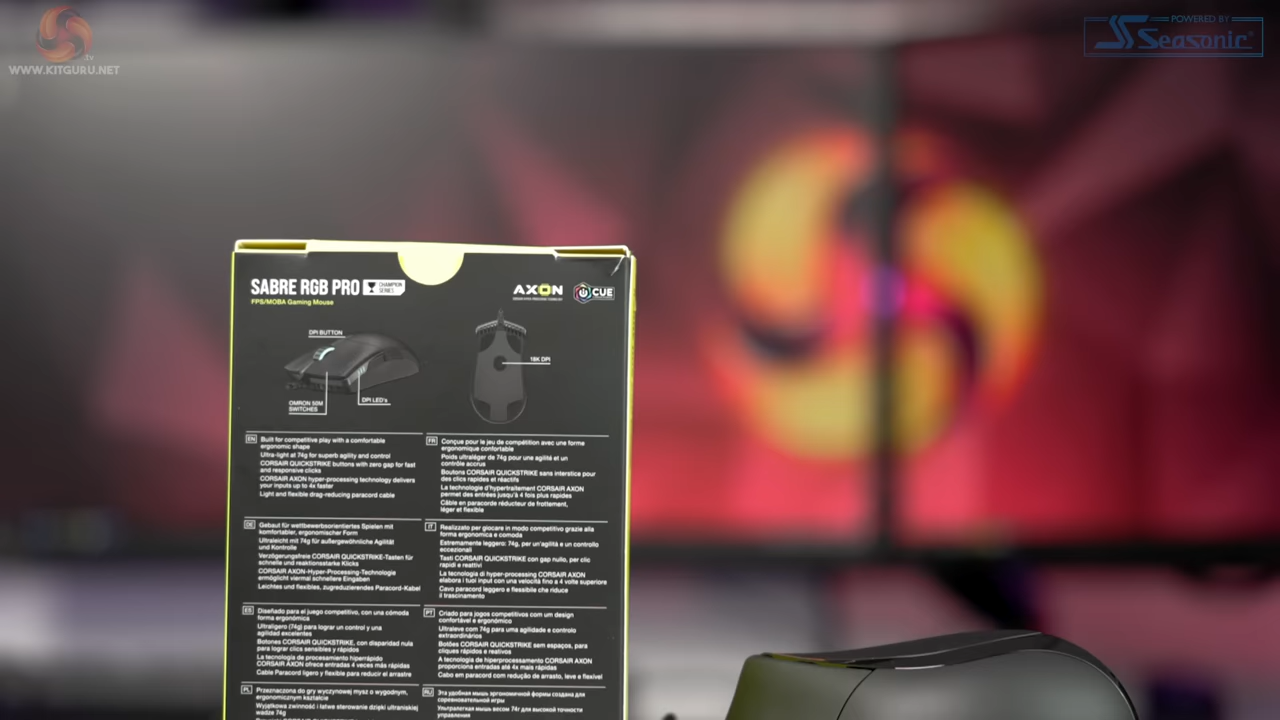 .tv
WWW.KITGURU.NET
POWERED BY
Seasonic
SABRE RGB PRO CHAMPION SERIES
FPS/MOBA Gaming Mouse
AXON
CUE
DPI BUTTON
18K DPI
OMRON 50M
SWITCHES
DPI LED's
EN
Built for competitive play with a comfortable
ergonomic shape
Ultra-light at 74g for superb agility and control
CORSAIR QUICKSTRIKE buttons with zero gap for fast
and responsive clicks
CORSAIR AXON hyper-processing technology delivers
your inputs up to 4x faster
Light and flexible drag-reducing paracord cable
FR
Conçue pour le jeu de compétition avec une forme
ergonomique confortable
Poids ultraléger de 74g pour une agilité et un
contrôle accrus
Boutons CORSAIR QUICKSTRIKE sans interstice pour
des clics rapides et réactifs
La technologie d'hypertraitement CORSAIR AXON
permet des entrées jusqu'à 4 fois plus rapides
Câble en paracorde réducteur de frottement,
léger et flexible
DE
Gebaut für wettbewerbsorientiertes Spielen mit
komfortabler, ergonomischer Form
Ultraleicht mit 74g für außergewöhnliche Agilität
und Kontrolle
Verzögerungsfreie CORSAIR QUICKSTRIKE-Tasten für
schnelle und reaktionsstarke Klicks
CORSAIR AXON-Hyper-Processing-Technologie
ermöglicht viermal schnellere Eingaben
Leichtes und flexibles, zugreduzierendes Paracord-Kabel
IT
Realizzato per giocare in modo competitivo grazie alla
forma ergonomica e comoda
Estremamente leggero: 74g, per un'agilità e un controllo
eccezionali
Tasti CORSAIR QUICKSTRIKE con gap nullo, per clic
rapidi e reattivi
La tecnologia di hyper-processing CORSAIR AXON
elabora i tuoi input con una velocità fino a 4 volte superiore
Cavo paracord leggero e flessibile che riduce
il trascinamento
ES
Diseñado para el juego competitivo, con una cómoda
forma ergonómica
Ultraligero (74g) para lograr un control y una
agilidad excelentes
Botones CORSAIR QUICKSTRIKE, con disparidad nula
para lograr clics sensibles y rápidos
La tecnología de procesamiento hiperrápido
CORSAIR AXON ofrece entradas 4 veces más rápidas
Cable Paracord ligero y flexible para reducir el arrastre
PT
Criado para jogos competitivos com um design
confortável e ergonómico
Ultraleve com 74g para uma agilidade e controlo
extraordinários
Botões CORSAIR QUICKSTRIKE sem espaços, para
cliques rápidos e reativos
A tecnologia de hiperprocessamento CORSAIR AXON
proporciona entradas até 4x mais rápidas
Cabo em paracord com redução de arrasto, leve e flexível
PL
Przeznaczona do gry wyczynowej mysz o wygodnym,
ergonomicznym kształcie
Wyjątkowa zwinność i łatwe sterowanie dzięki ultraniskiej
wadze 74g
RU
Эта удобная мышь эргономичной формы создана для
соревновательной игры
Ультралегкая мышь весом 74г для высокой точности
управления